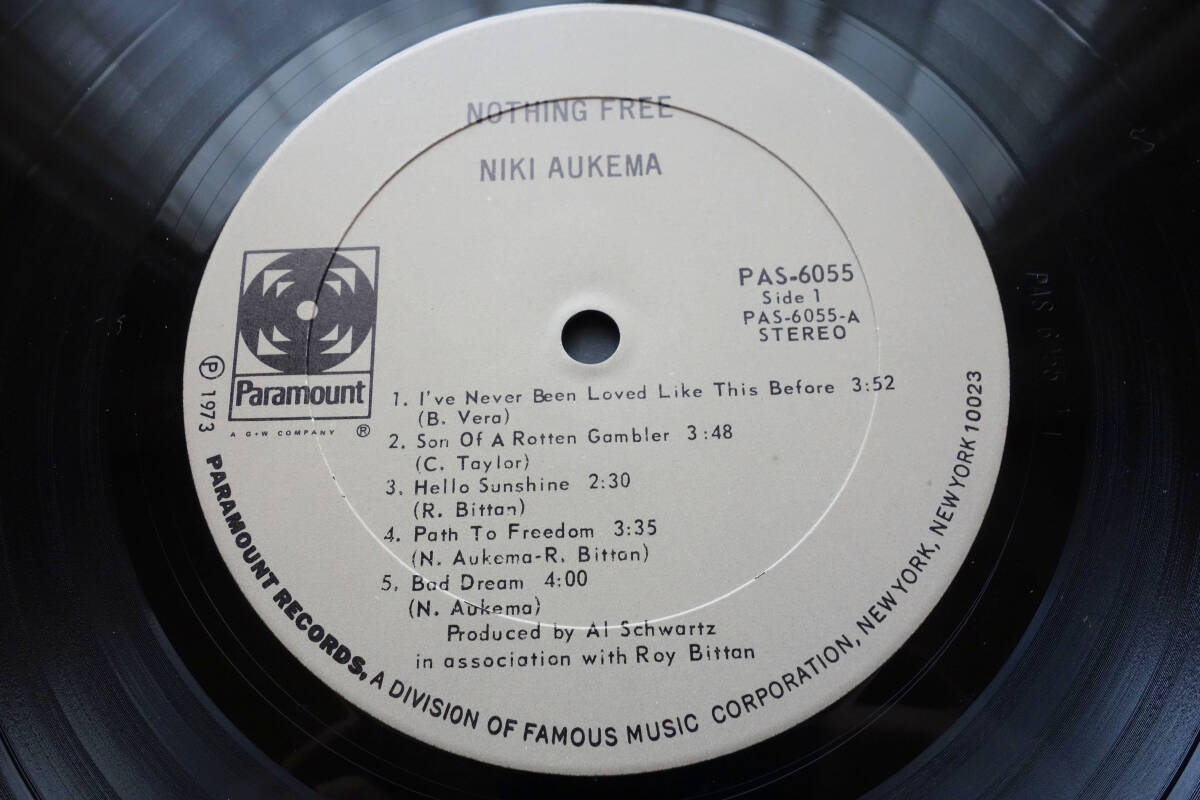 NOTHING FREE
NIKI AUKEMA
PAS-6055
Side 1
PAS-6055-A
STEREO
Paramount
A G+W COMPANY ®
Ⓟ 1973
1. I've Never Been Loved Like This Before 3:52
(B. Vera)
2. Son Of A Rotten Gambler 3:48
(C. Taylor)
3. Hello Sunshine 2:30
(R. Bittan)
4. Path To Freedom 3:35
(N. Aukema-R. Bittan)
5. Bad Dream 4:00
(N. Aukema)
Produced by Al Schwartz
in association with Roy Bittan
PARAMOUNT RECORDS, A DIVISION OF FAMOUS MUSIC CORPORATION, NEW YORK, NEW YORK 10023
PAS